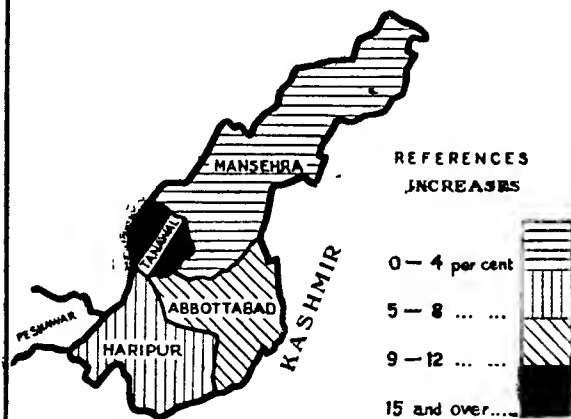 MANSEHRA
TANAWAL
ABBOTTABAD
HARIPUR
PESHAWAR
KASHMIR
REFERENCES
INCREASES
0 – 4 per cent
5 – 8 ... ...
9 – 12 ... ...
15 and over....